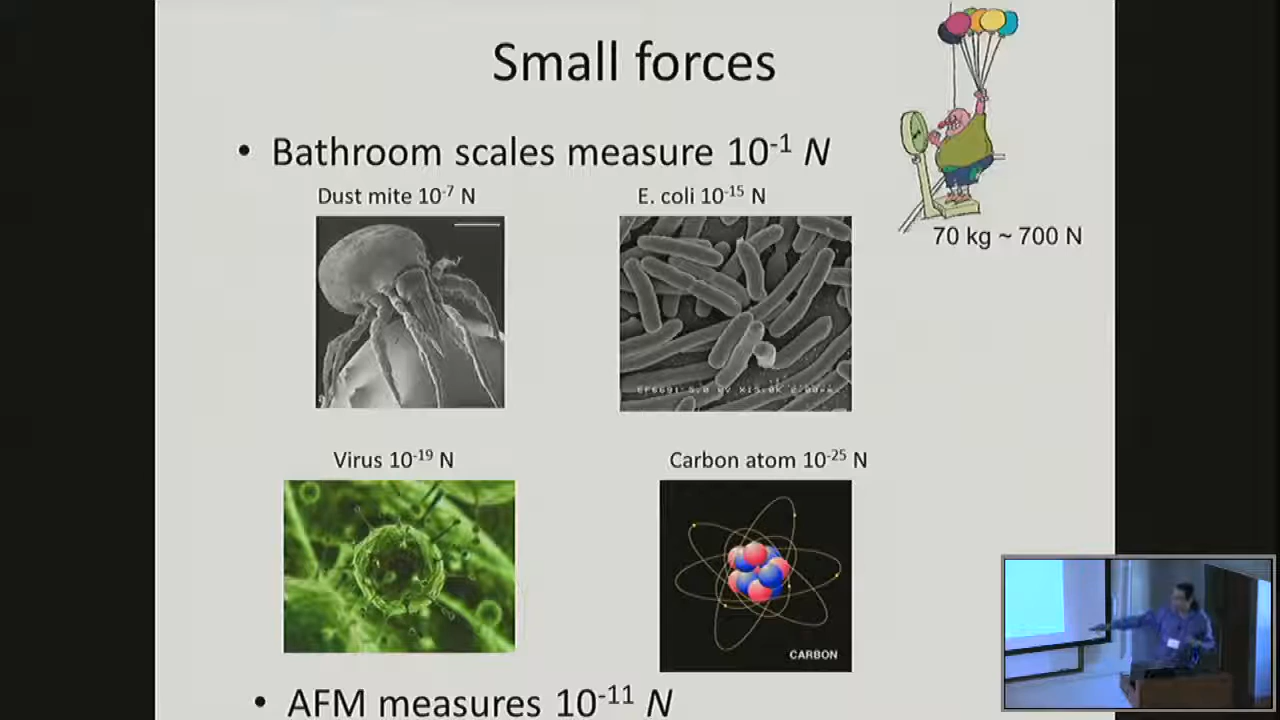 Small forces
• Bathroom scales measure 10⁻¹ N
Dust mite 10⁻⁷ N
E. coli 10⁻¹⁵ N
70 kg ~ 700 N
Virus 10⁻¹⁹ N
Carbon atom 10⁻²⁵ N
CARBON
• AFM measures 10⁻¹¹ N